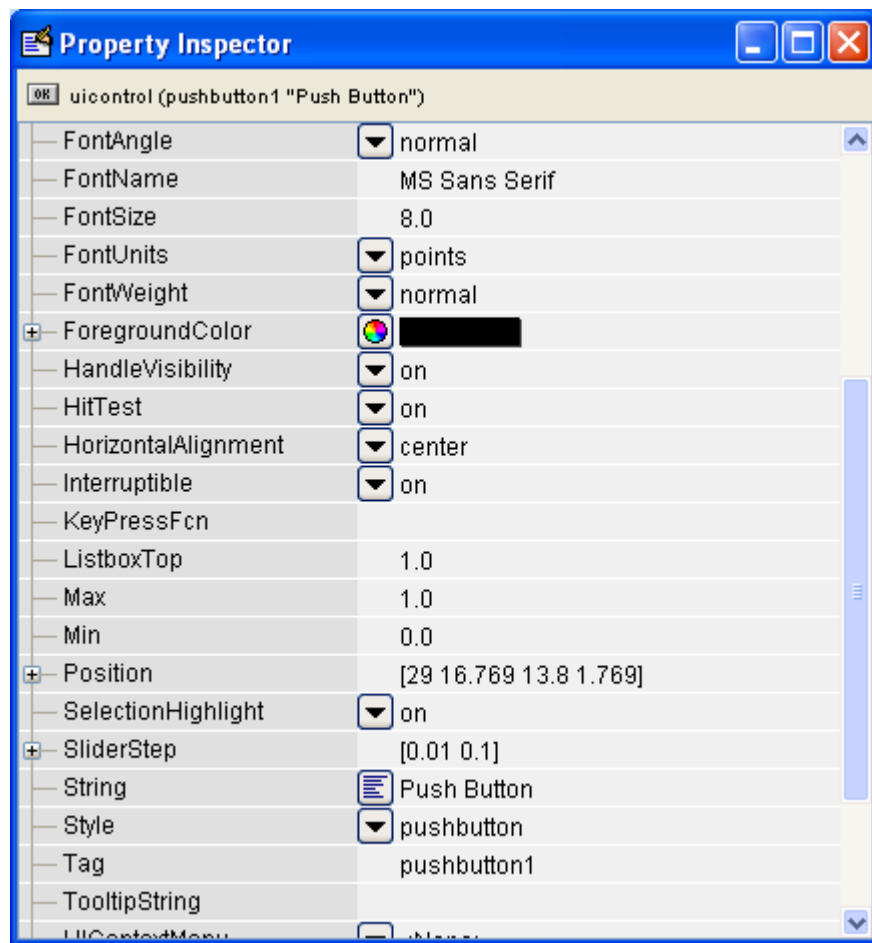 Property Inspector
OK uicontrol (pushbutton1 "Push Button")
FontAngle normal
FontName MS Sans Serif
FontSize 8.0
FontUnits points
FontWeight normal
ForegroundColor
HandleVisibility on
HitTest on
HorizontalAlignment center
Interruptible on
KeyPressFcn
ListboxTop 1.0
Max 1.0
Min 0.0
Position [29 16.769 13.8 1.769]
SelectionHighlight on
SliderStep [0.01 0.1]
String Push Button
Style pushbutton
Tag pushbutton1
TooltipString
UIContextMenu <None>